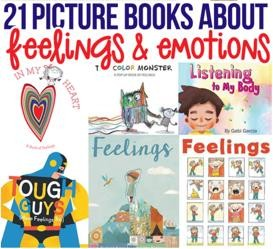 21 PICTURE BOOKS ABOUT
feelings & emotions
IN MY HEART
A Book of Feelings
COLOR MONSTER
A POP-UP BOOK OF FEELINGS
Listening
to My Body
By Gabi Garcia
TOUGH
GUYS
Have Feelings Too
Feelings
Feelings